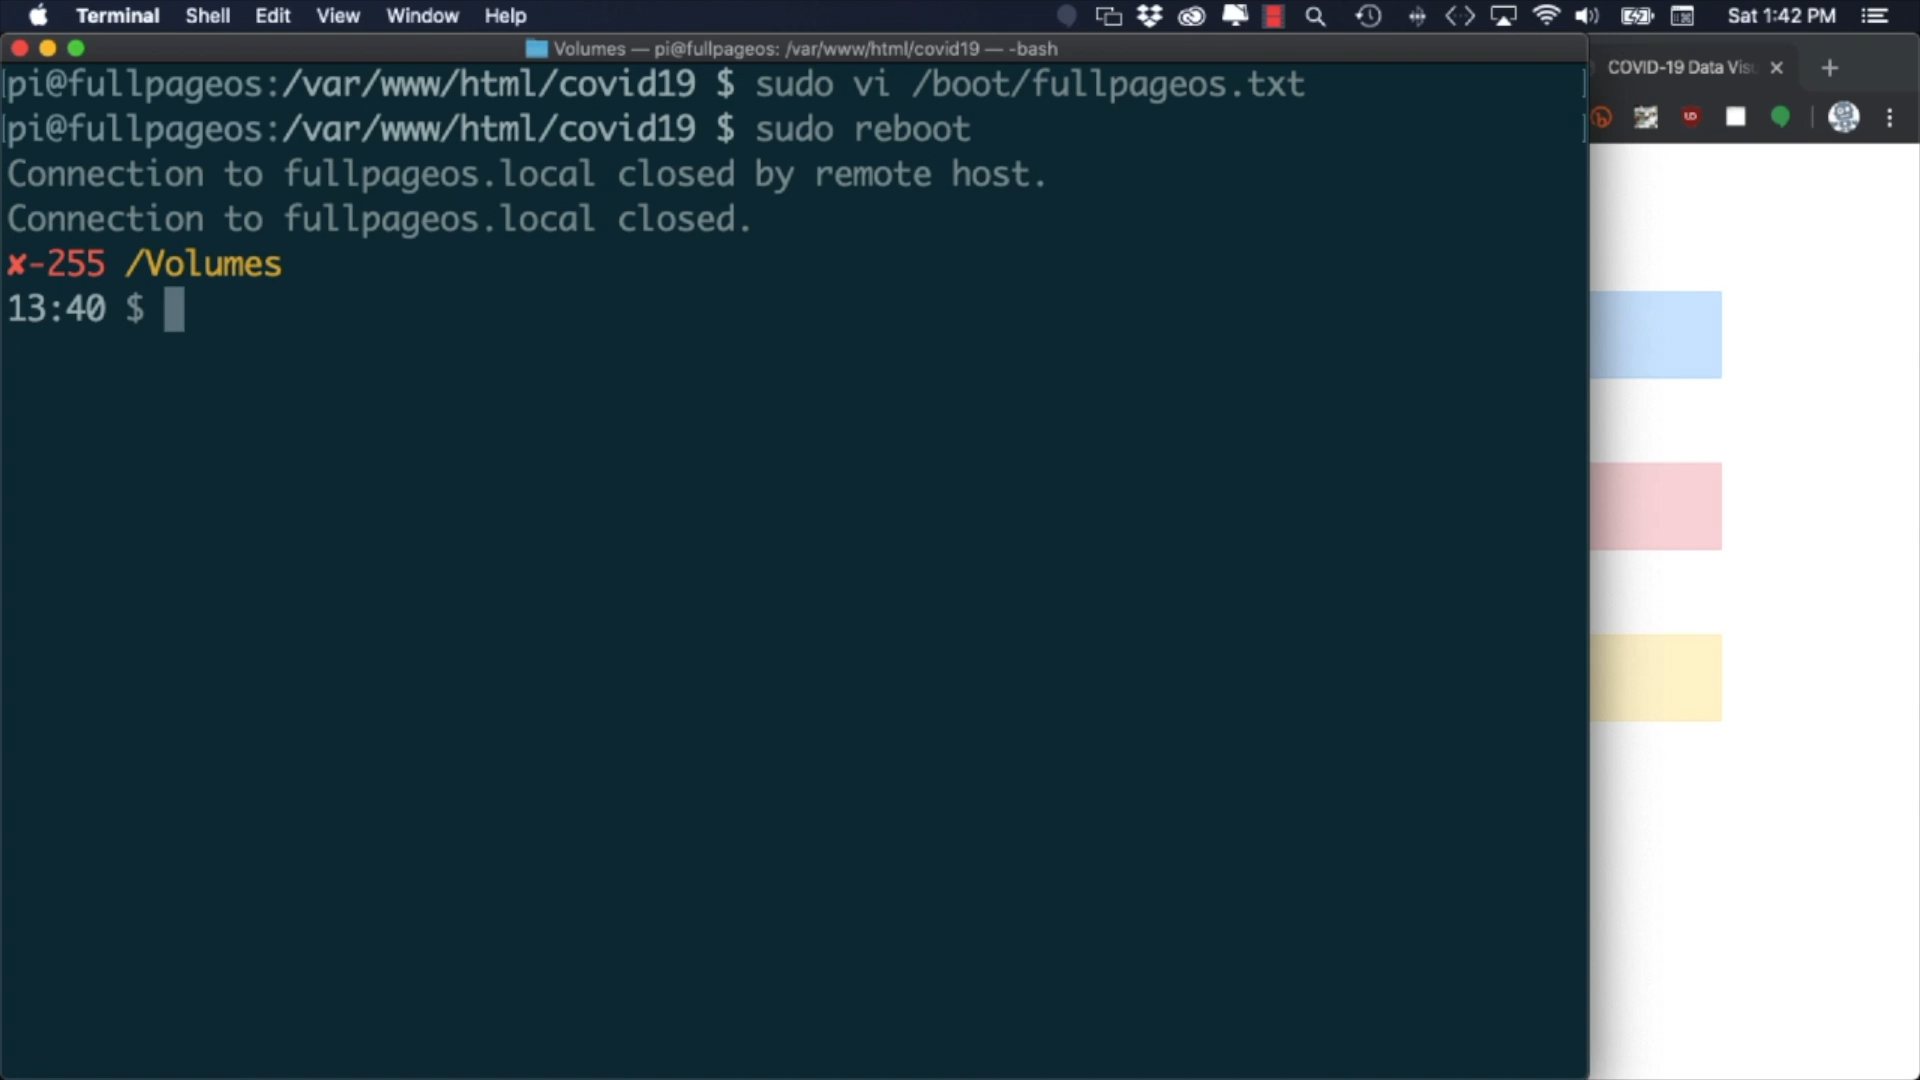 Terminal Shell Edit View Window Help Sat 1:42 PM
Volumes — pi@fullpageos: /var/www/html/covid19 — -bash
COVID-19 Data Vis
pi@fullpageos:/var/www/html/covid19 $ sudo vi /boot/fullpageos.txt
pi@fullpageos:/var/www/html/covid19 $ sudo reboot
Connection to fullpageos.local closed by remote host.
Connection to fullpageos.local closed.
✘-255 /Volumes
13:40 $